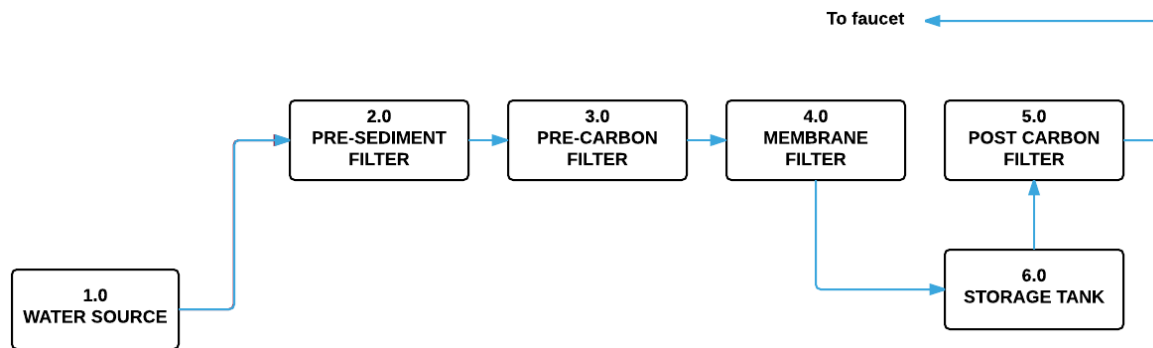 To faucet
2.0
PRE-SEDIMENT
FILTER
3.0
PRE-CARBON
FILTER
4.0
MEMBRANE
FILTER
5.0
POST CARBON
FILTER
1.0
WATER SOURCE
6.0
STORAGE TANK